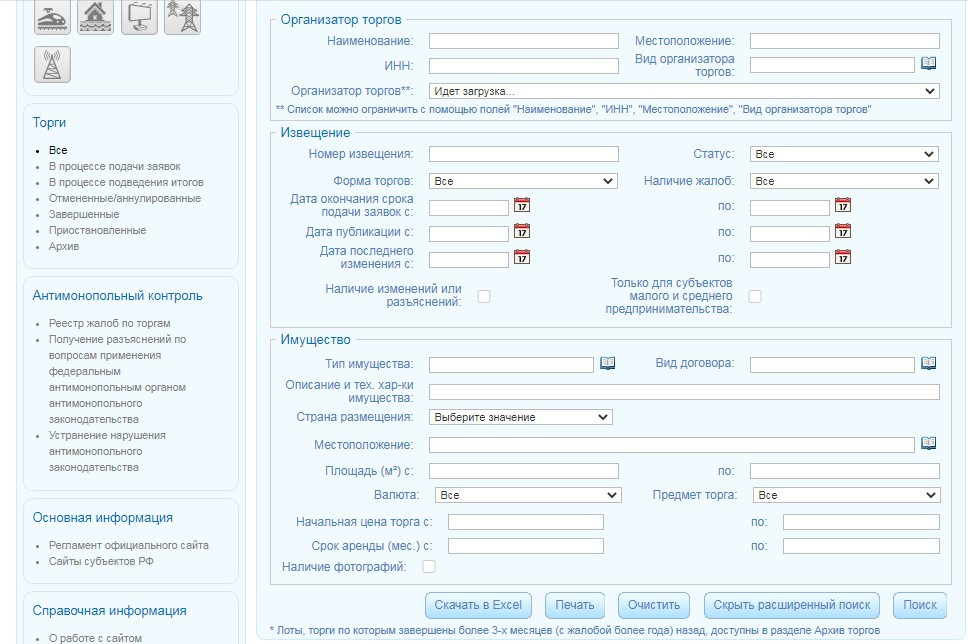 Торги
Все
В процессе подачи заявок
В процессе подведения итогов
Отмененные/аннулированные
Завершенные
Приостановленные
Архив
Антимонопольный контроль
Реестр жалоб по торгам
Получение разъяснений по
вопросам применения
федеральным
антимонопольным органом
антимонопольного
законодательства
Устранение нарушения
антимонопольного
законодательства
Основная информация
Регламент официального сайта
Сайты субъектов РФ
Справочная информация
О работе с сайтом
Организатор торгов
Наименование: Местоположение:
ИНН: Вид организатора
торгов:
Организатор торгов**: Идет загрузка...
** Список можно ограничить с помощью полей "Наименование", "ИНН", "Местоположение", "Вид организатора торгов"
Извещение
Номер извещения: Статус: Все
Форма торгов: Все Наличие жалоб: Все
Дата окончания срока
подачи заявок с: 17 по: 17
Дата публикации с: 17 по: 17
Дата последнего
изменения с: 17 по: 17
Наличие изменений или
разъяснений:
Только для субъектов
малого и среднего
предпринимательства:
Имущество
Тип имущества: Вид договора:
Описание и тех. хар-ки
имущества:
Страна размещения: Выберите значение
Местоположение:
Площадь (м²) с: по:
Валюта: Все Предмет торга: Все
Начальная цена торга с: по:
Срок аренды (мес.) с: по:
Наличие фотографий:
Скачать в Excel Печать Очистить Скрыть расширенный поиск Поиск
* Лоты, торги по которым завершены более 3-х месяцев (с жалобой более года) назад, доступны в разделе Архив торгов